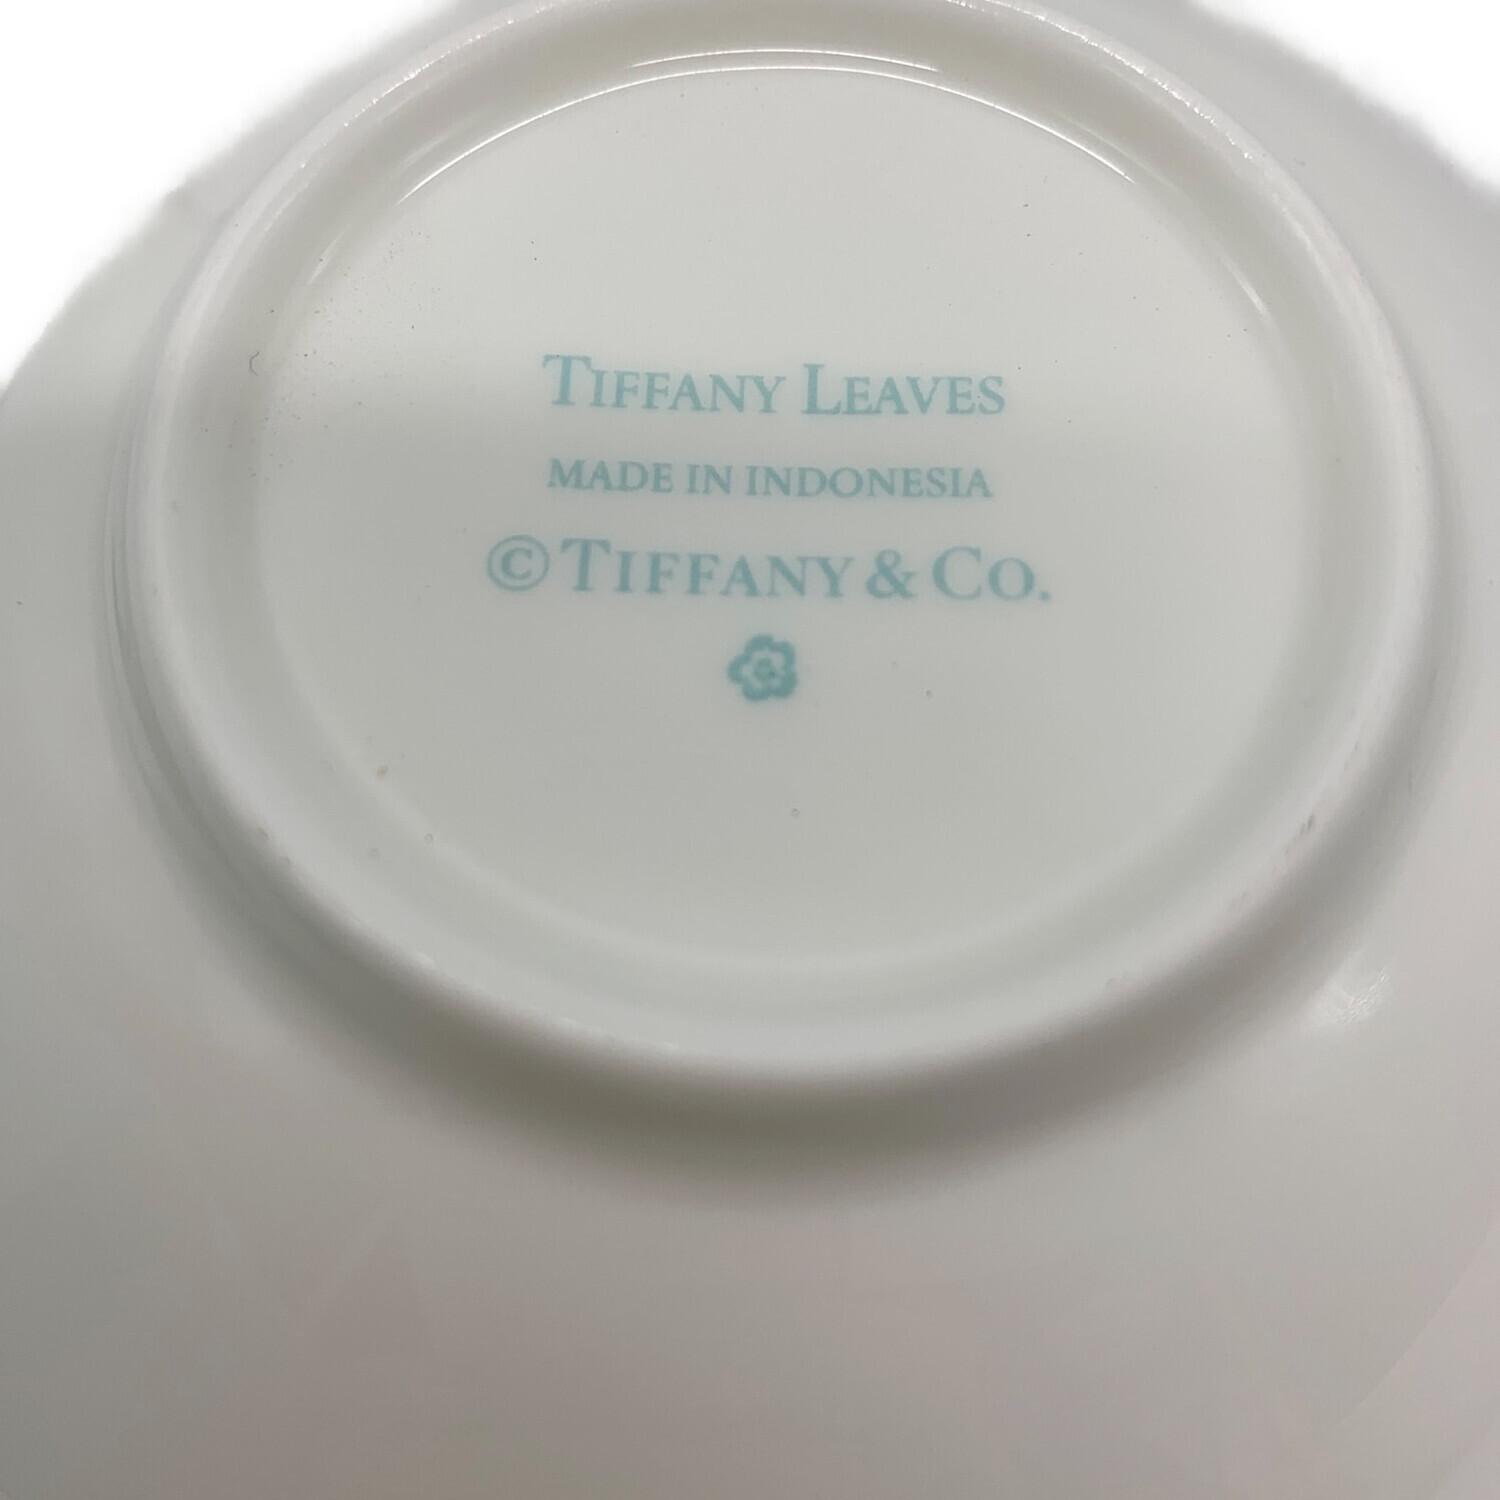 TIFFANY LEAVES
MADE IN INDONESIA
© TIFFANY & CO.